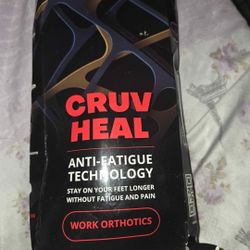 CRUV
HEAL
ANTI-FATIGUE
TECHNOLOGY
STAY ON YOUR FEET LONGER
WITHOUT FATIGUE AND PAIN
WORK ORTHOTICS